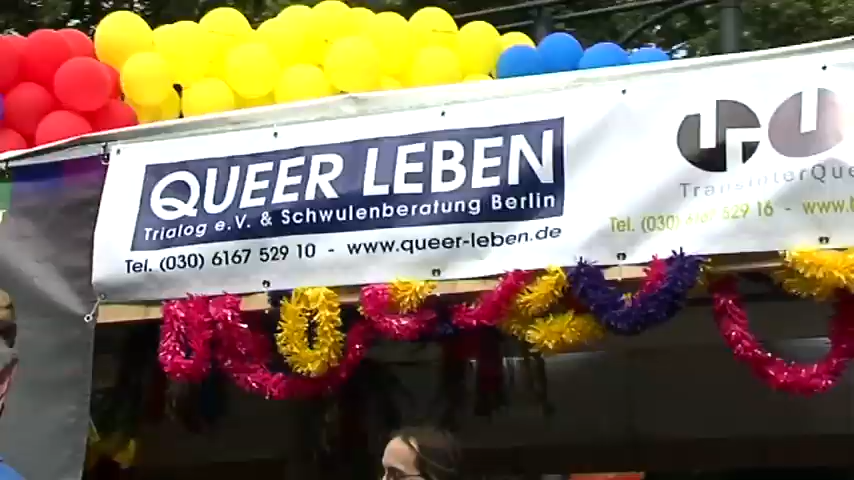 QUEER LEBEN
Trialog e.V. & Schwulenberatung Berlin
Tel. (030) 6167 529 10 - www.queer-leben.de
TransInterQue
Tel. (030) 6167 529 16 - www.